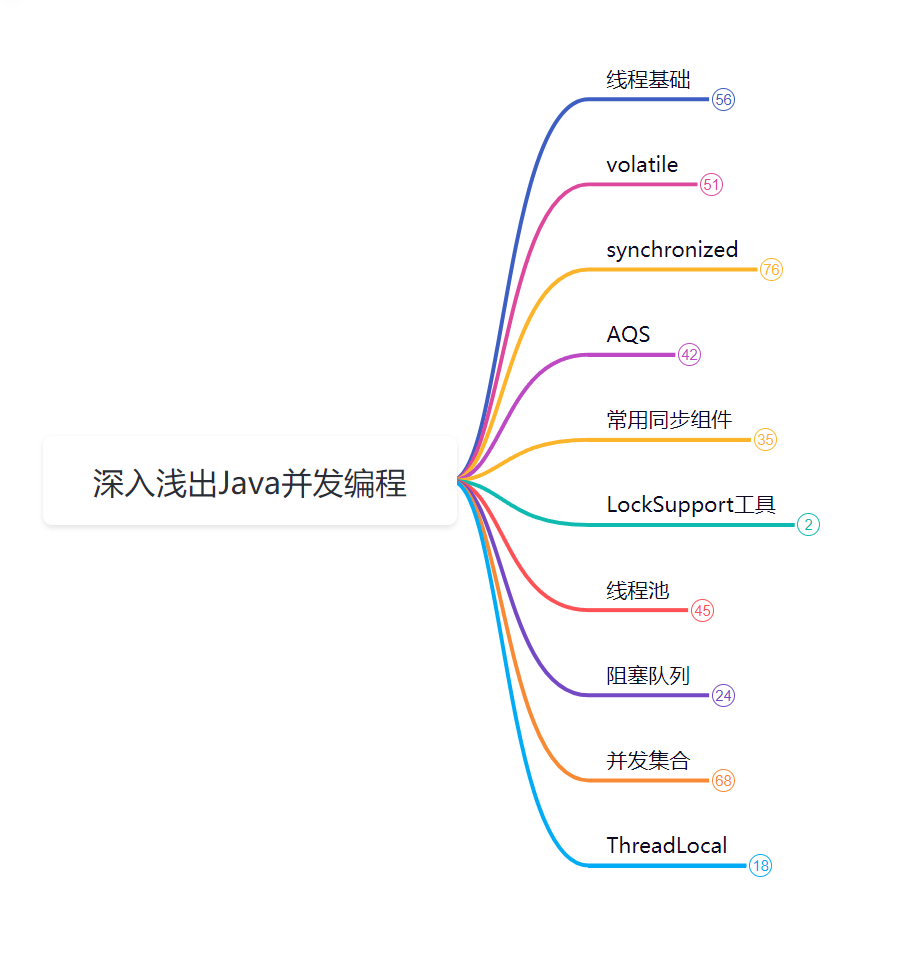 深入浅出Java并发编程
线程基础 56
volatile 51
synchronized 76
AQS 42
常用同步组件 35
LockSupport工具 2
线程池 45
阻塞队列 24
并发集合 68
ThreadLocal 18